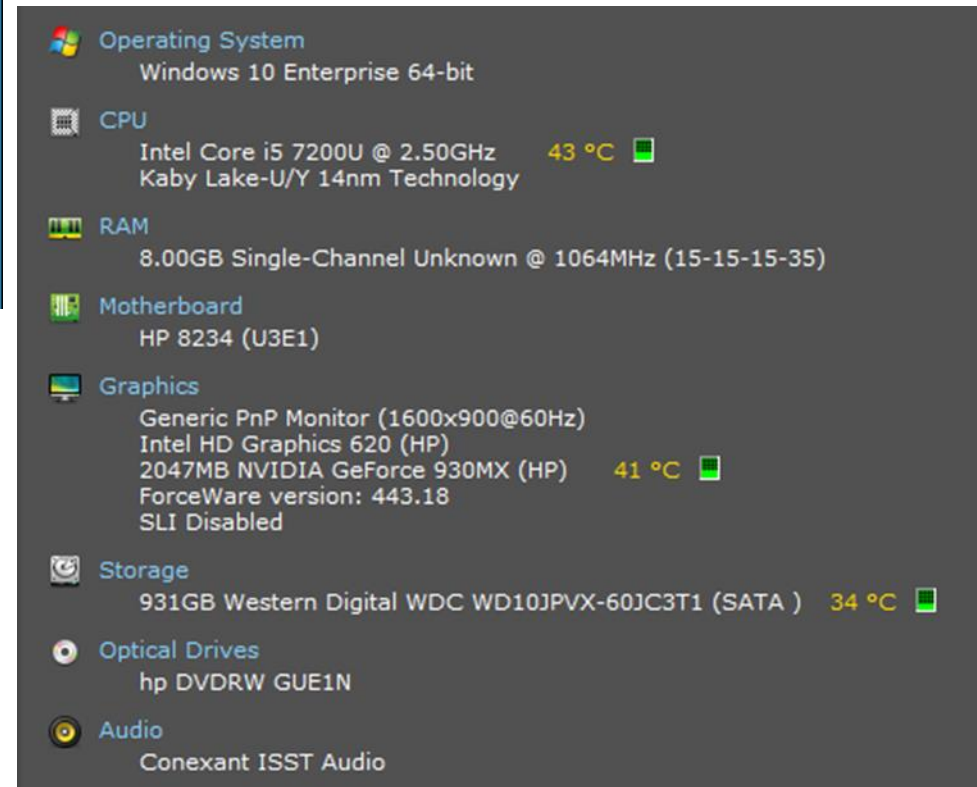 Operating System
Windows 10 Enterprise 64-bit
CPU
Intel Core i5 7200U @ 2.50GHz 43 °C
Kaby Lake-U/Y 14nm Technology
RAM
8.00GB Single-Channel Unknown @ 1064MHz (15-15-15-35)
Motherboard
HP 8234 (U3E1)
Graphics
Generic PnP Monitor (1600x900@60Hz)
Intel HD Graphics 620 (HP)
2047MB NVIDIA GeForce 930MX (HP) 41 °C
ForceWare version: 443.18
SLI Disabled
Storage
931GB Western Digital WDC WD10JPVX-60JC3T1 (SATA ) 34 °C
Optical Drives
hp DVDRW GUE1N
Audio
Conexant ISST Audio